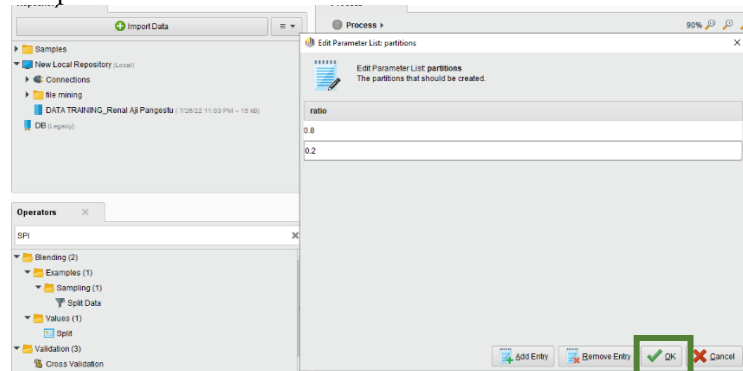 Import Data
Process
90%
Samples
New Local Repository (Local)
Connections
file mining
DATA TRAINING_Renal Aji Pangestu ( 7/26/22 11:03 PM – 15 kB)
DB (Legacy)
Edit Parameter List: partitions
Edit Parameter List: partitions
The partitions that should be created.
ratio
0.8
0.2
Operators
SPI
Blending (2)
Examples (1)
Sampling (1)
Split Data
Values (1)
Split
Validation (3)
Cross Validation
Add Entry
Remove Entry
OK
Cancel